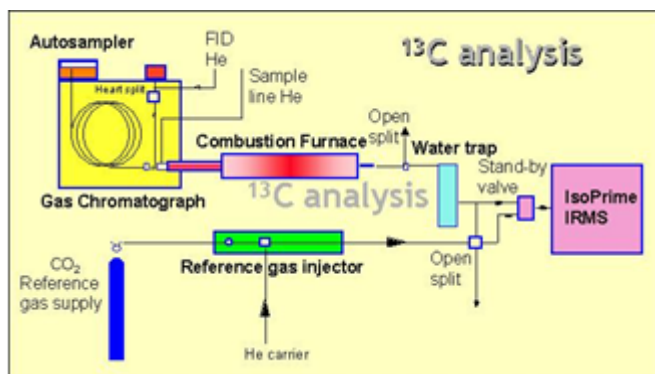 Autosampler
FID
He
¹³C analysis
Heart split
Sample
line He
Combustion Furnace
Open
split
Water trap
Stand-by
valve
Gas Chromatograph
¹³C analysis
IsoPrime
IRMS
CO₂
Reference
gas supply
Reference gas injector
Open
split
He carrier